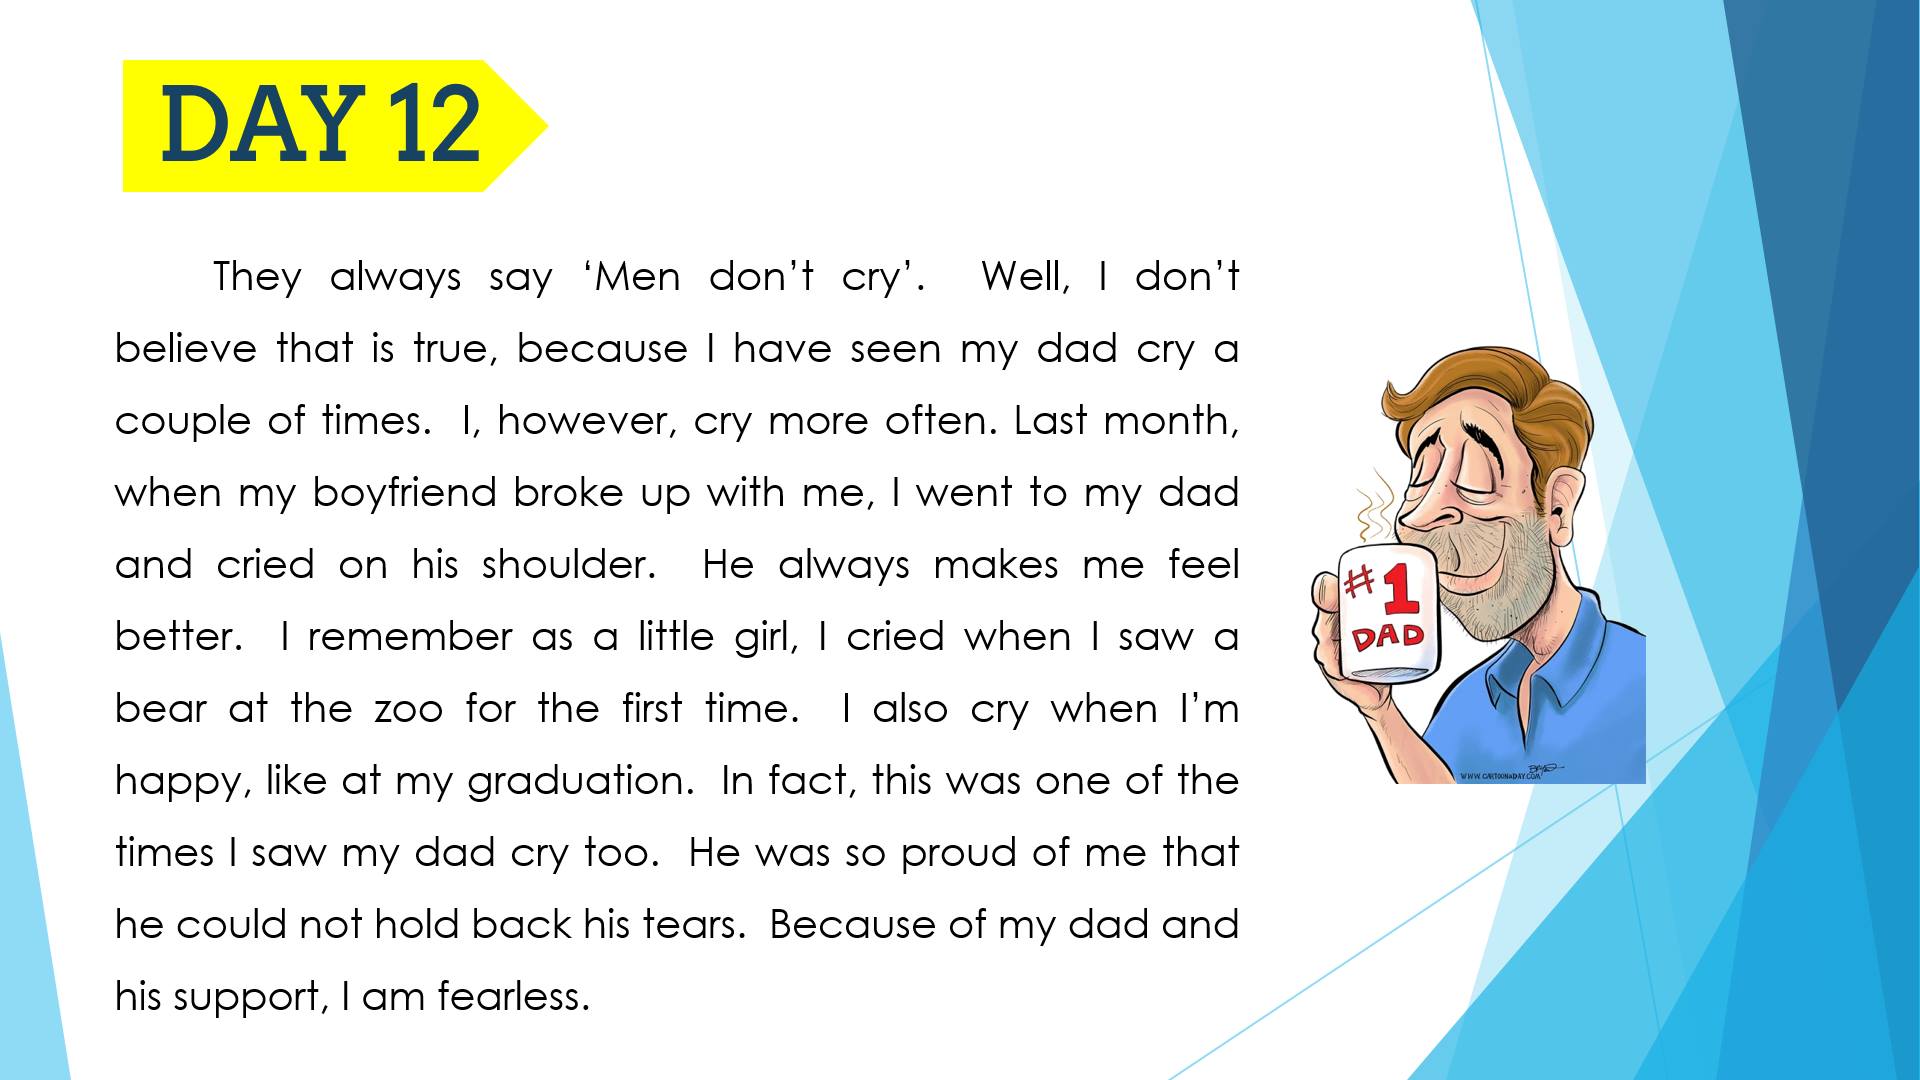 DAY 12
They always say ‘Men don’t cry’. Well, I don’t
believe that is true, because I have seen my dad cry a
couple of times. I, however, cry more often. Last month,
when my boyfriend broke up with me, I went to my dad
and cried on his shoulder. He always makes me feel
better. I remember as a little girl, I cried when I saw a
bear at the zoo for the first time. I also cry when I’m
happy, like at my graduation. In fact, this was one of the
times I saw my dad cry too. He was so proud of me that
he could not hold back his tears. Because of my dad and
his support, I am fearless.
#1
DAD
WWW.CARTOONADAY.COM